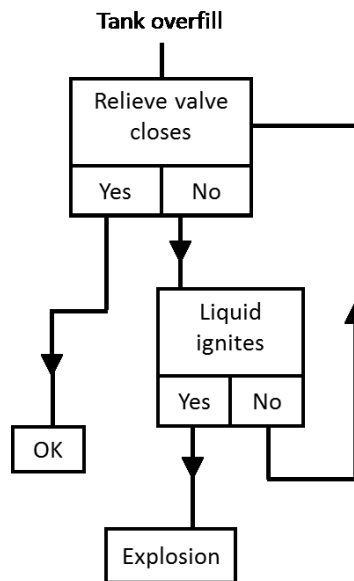 Tank overfill
Relieve valve
closes
Yes
No
Liquid
ignites
Yes
No
OK
Explosion